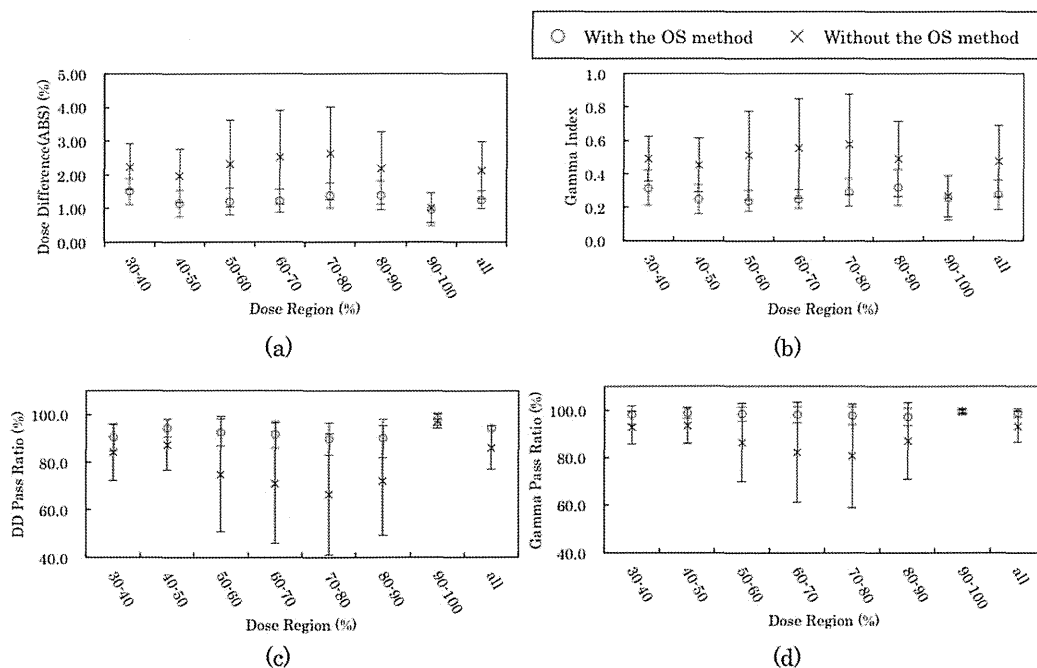 With the OS method
Without the OS method
Dose Difference(ABS) (%)
5.00
4.00
3.00
2.00
1.00
0.00
30-40
40-50
50-60
60-70
70-80
80-90
90-100
all
Dose Region (%)
(a)
Gamma Index
1.0
0.8
0.6
0.4
0.2
0.0
30-40
40-50
50-60
60-70
70-80
80-90
90-100
all
Dose Region (%)
(b)
DD Pass Ratio (%)
100.0
80.0
60.0
40.0
30-40
40-50
50-60
60-70
70-80
80-90
90-100
all
Dose Region (%)
(c)
Gamma Pass Ratio (%)
100.0
80.0
60.0
40.0
30-40
40-50
50-60
60-70
70-80
80-90
90-100
all
Dose Region (%)
(d)